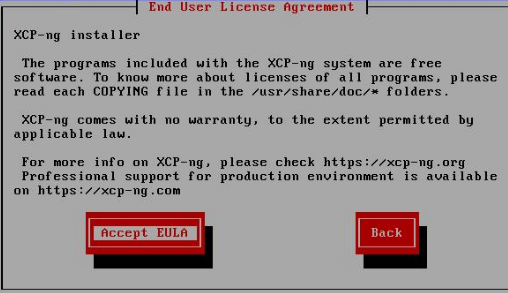 End User License Agreement
XCP-ng installer
The programs included with the XCP-ng system are free
software. To know more about licenses of all programs, please
read each COPYING file in the /usr/share/doc/* folders.
XCP-ng comes with no warranty, to the extent permitted by
applicable law.
For more info on XCP-ng, please check https://xcp-ng.org
Professional support for production environment is available
on https://xcp-ng.com
Accept EULA
Back